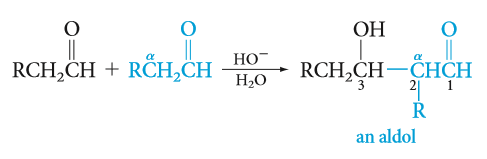 O O OH O
RCH₂CH + RCH₂CH HO⁻ H₂O RCH₂CH—CHCH
α α
3 2 1
R
an aldol